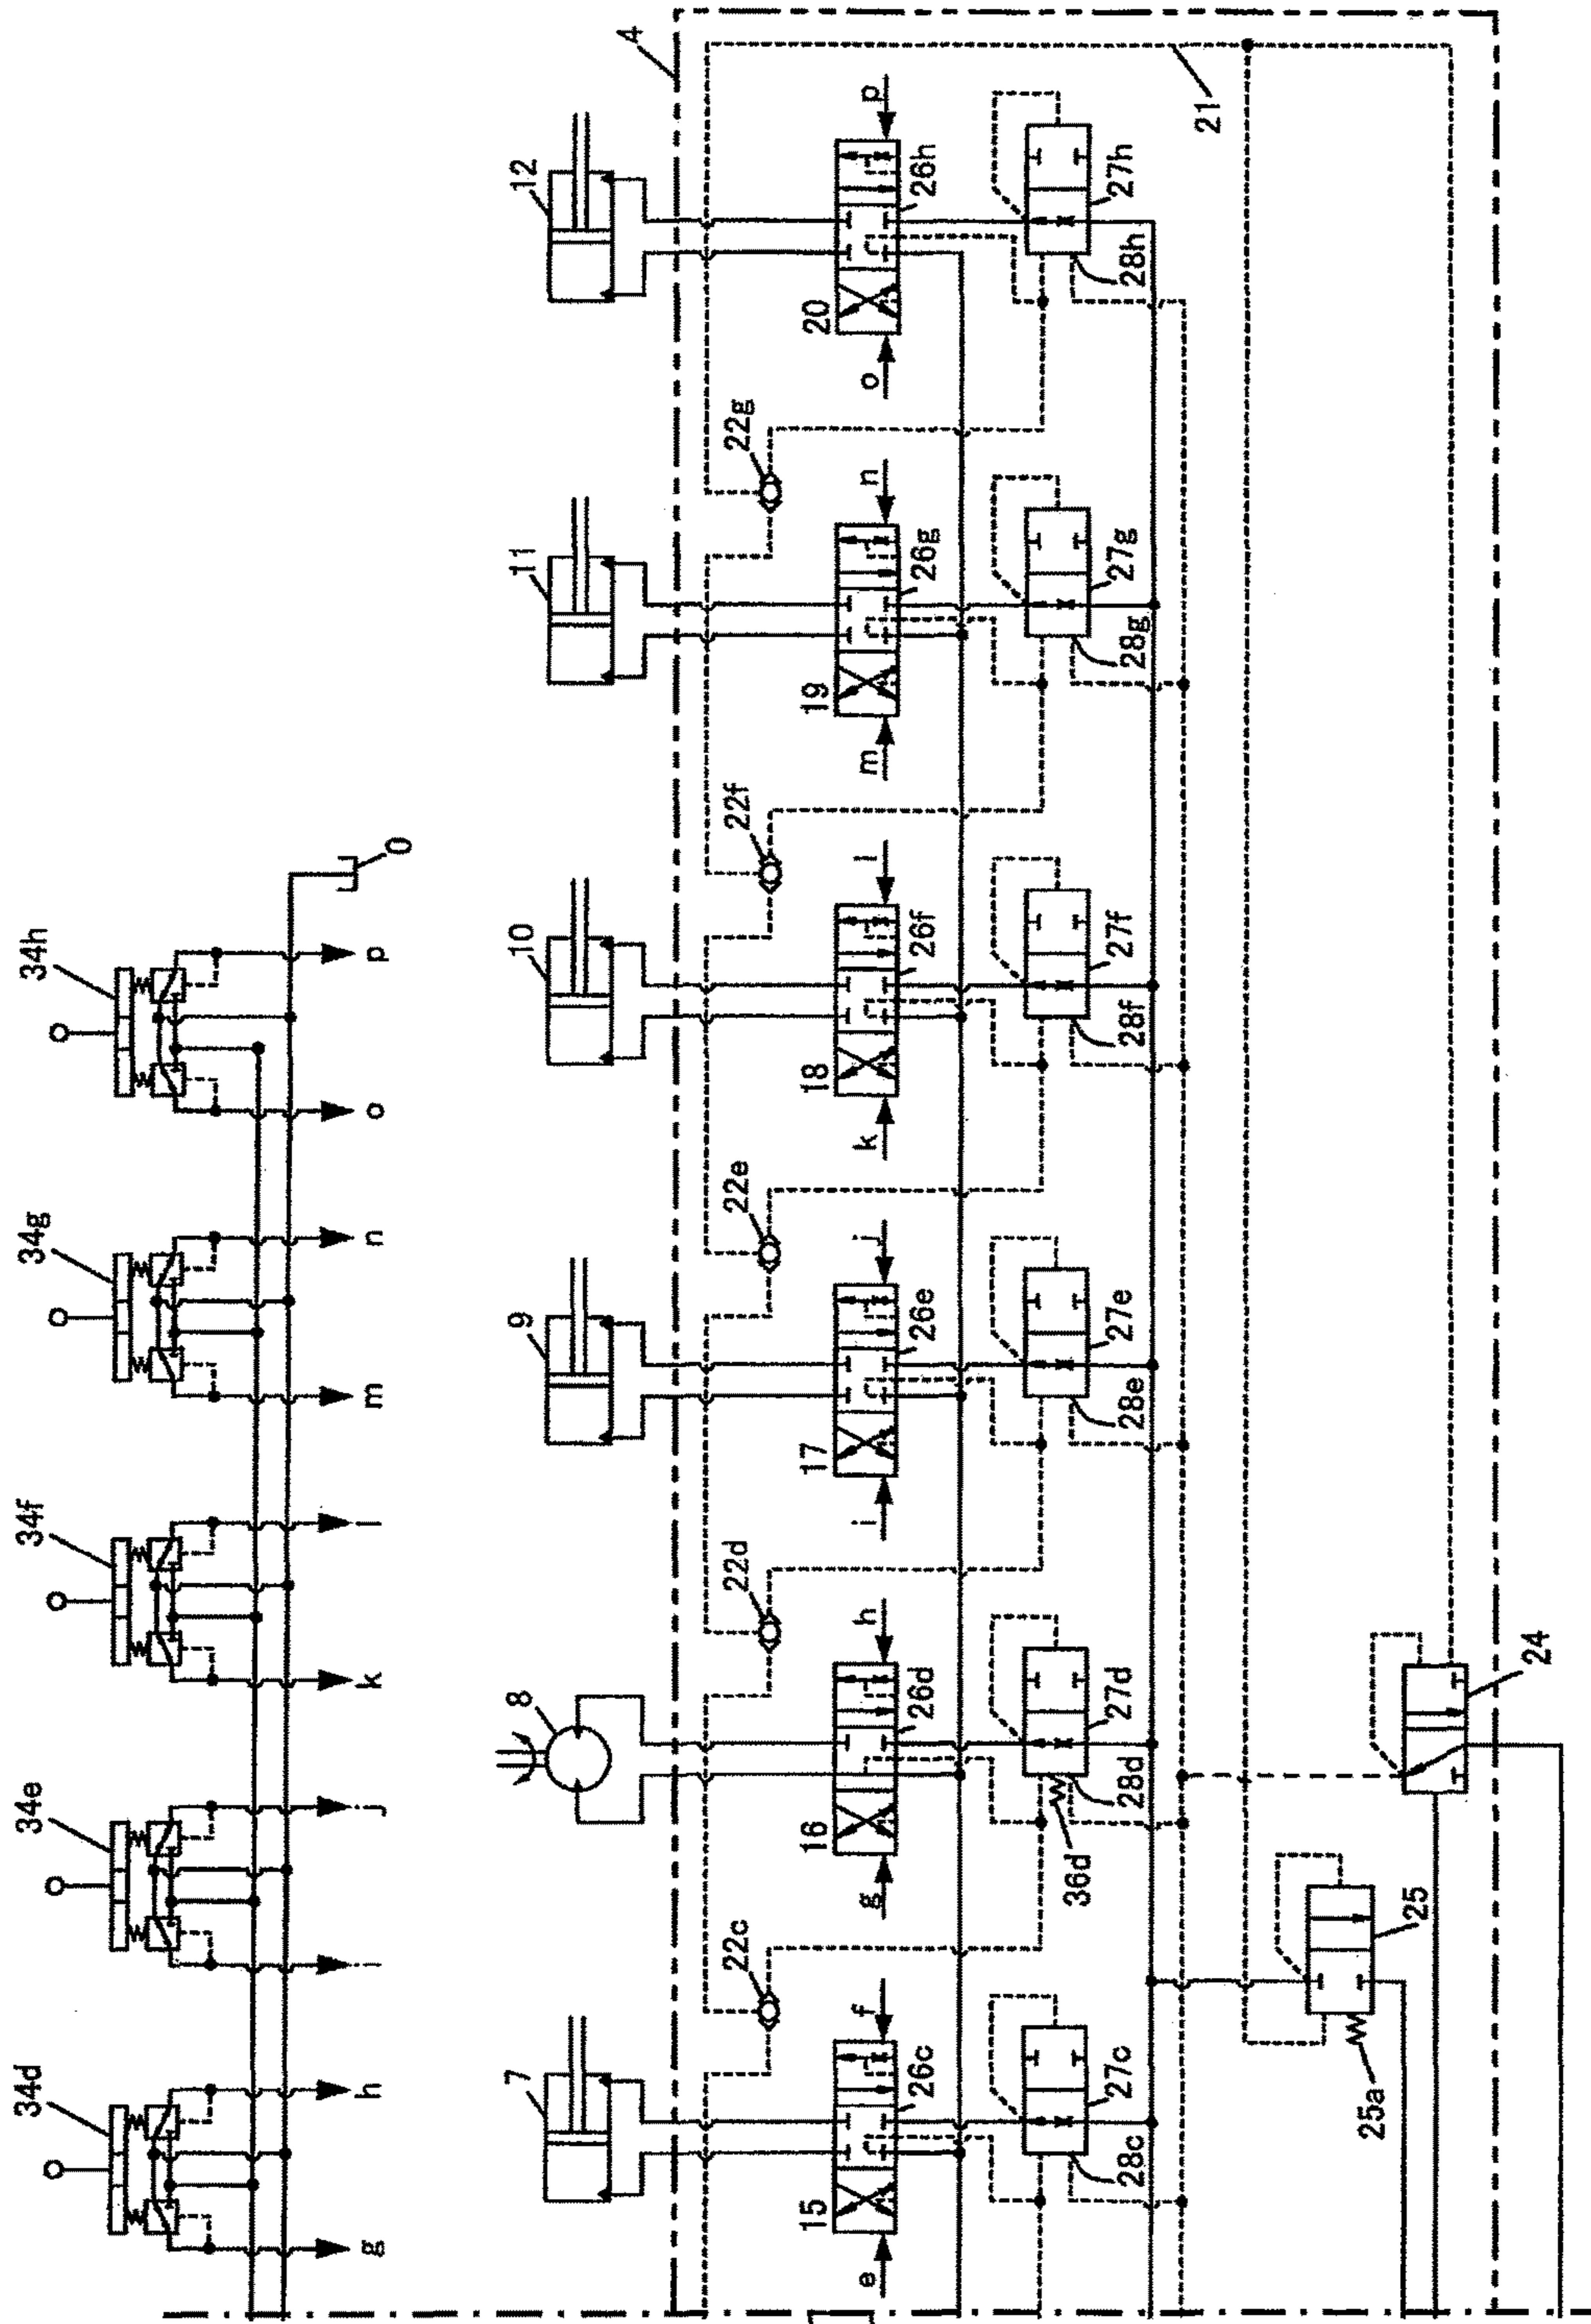 34d
34e
34f
34g
34h
g
h
i
j
k
l
m
n
o
p
0
7
8
9
10
11
12
4
22c
22d
22e
22f
22g
e
15
f
26c
g
16
h
26d
i
17
j
26e
k
18
l
26f
m
19
n
26g
o
20
p
26h
28c
27c
36d
28d
27d
28e
27e
28f
27f
28g
27g
28h
27h
21
25a
25
24